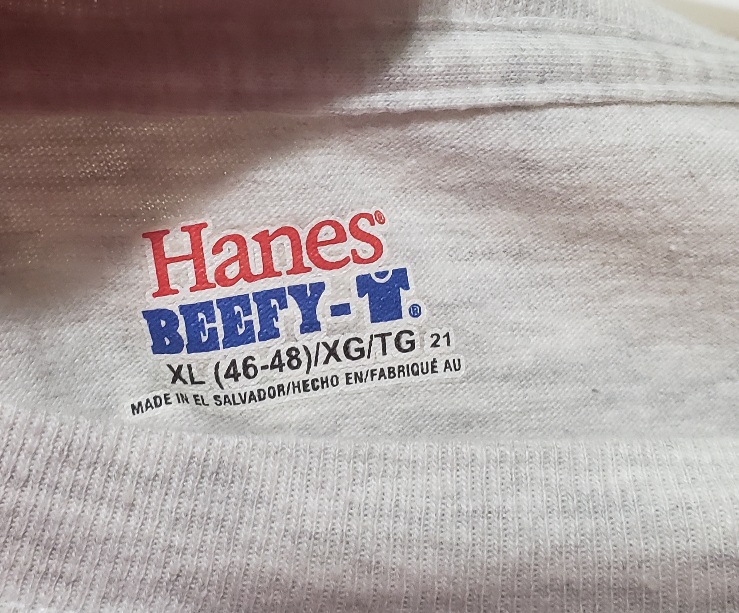 Hanes®
BEEFY-T®
XL (46-48)/XG/TG 21
MADE IN EL SALVADOR/HECHO EN/FABRIQUÉ AU